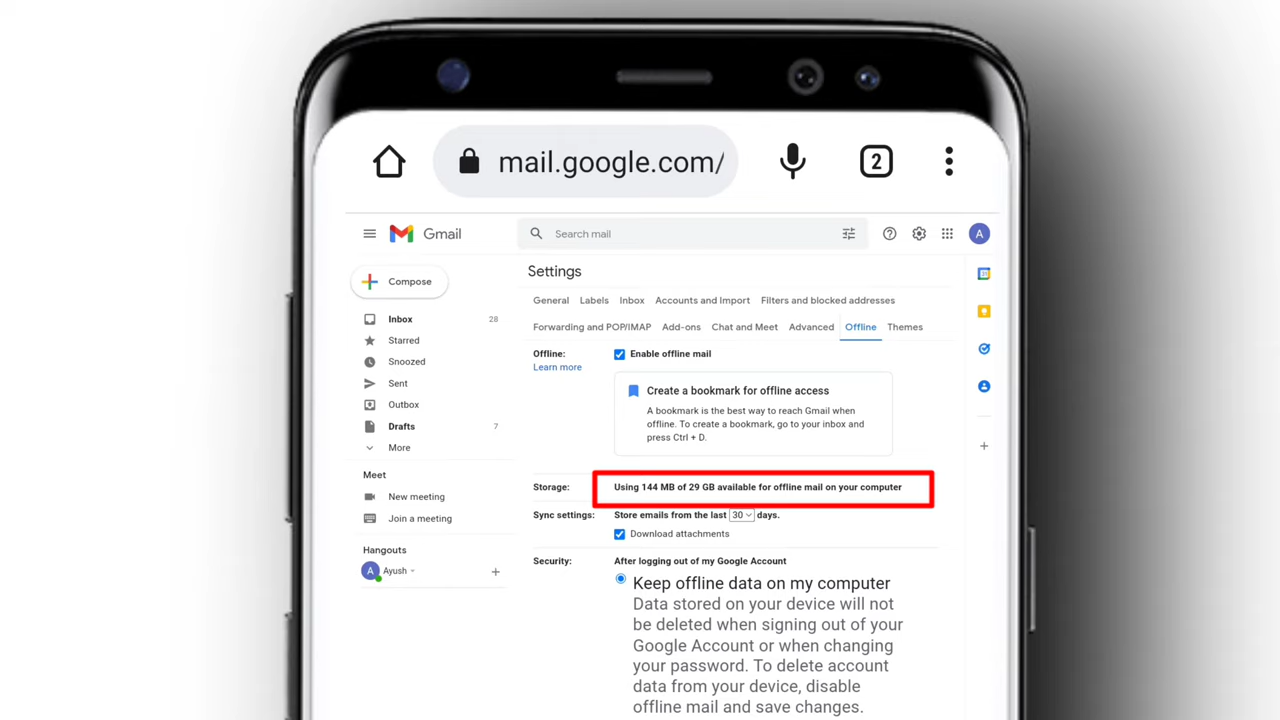 mail.google.com/
2
Gmail
Search mail
A
Compose
Settings
General Labels Inbox Accounts and Import Filters and blocked addresses
Forwarding and POP/IMAP Add-ons Chat and Meet Advanced Offline Themes
Inbox 28
Starred
Snoozed
Sent
Outbox
Drafts 7
More
Meet
New meeting
Join a meeting
Hangouts
A Ayush
Offline: Enable offline mail
Learn more
Create a bookmark for offline access
A bookmark is the best way to reach Gmail when
offline. To create a bookmark, go to your inbox and
press Ctrl + D.
Storage: Using 144 MB of 29 GB available for offline mail on your computer
Sync settings: Store emails from the last 30 days.
Download attachments
Security: After logging out of my Google Account
Keep offline data on my computer
Data stored on your device will not
be deleted when signing out of your
Google Account or when changing
your password. To delete account
data from your device, disable
offline mail and save changes.